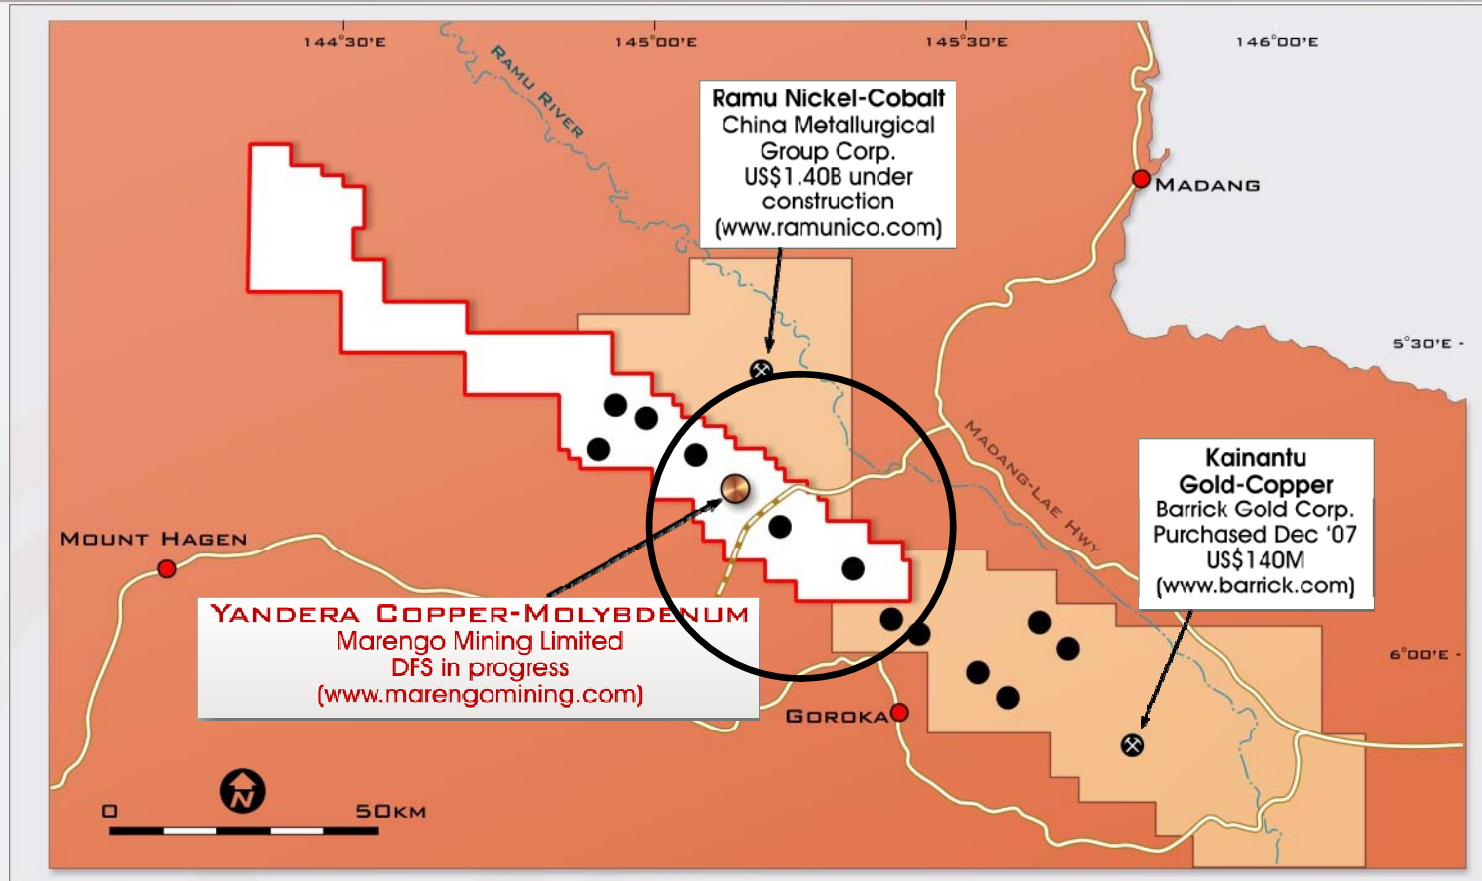 144°30'E
145°00'E
145°30'E
146°00'E
RAMU RIVER
Ramu Nickel-Cobalt
China Metallurgical
Group Corp.
US$1.40B under
construction
(www.ramunico.com)
MADANG
5°30'E -
MADANG-LAE HWY
Kainantu
Gold-Copper
Barrick Gold Corp.
Purchased Dec '07
US$140M
(www.barrick.com)
MOUNT HAGEN
YANDERA COPPER-MOLYBDENUM
Marengo Mining Limited
DFS in progress
(www.marengomining.com)
6°00'E -
GOROKA
N
0 50KM